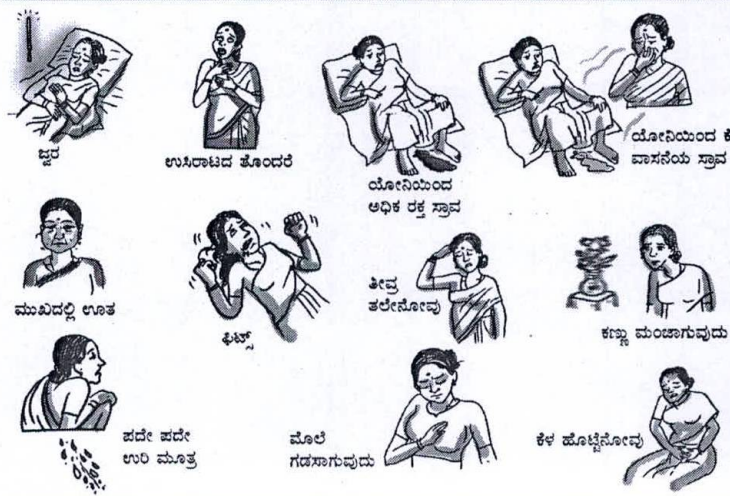 ಜ್ವರ
ಉಸಿರಾಟದ ತೊಂದರೆ
ಯೋನಿಯಿಂದ
ಅಧಿಕ ರಕ್ತ ಸ್ರಾವ
ಯೋನಿಯಿಂದ
ವಾಸನೆಯ ಸ್ರಾವ
ಮುಖದಲ್ಲಿ ಊತ
ಫಿಟ್ಸ್
ತೀವ್ರ
ತಲೇನೋವು
ಕಣ್ಣು ಮಂಜಾಗುವುದು
ಪದೇ ಪದೇ
ಉರಿ ಮೂತ್ರ
ಮೊಲೆ
ಗಡಸಾಗುವುದು
ಕೆಳ ಹೊಟ್ಟೆನೋವು